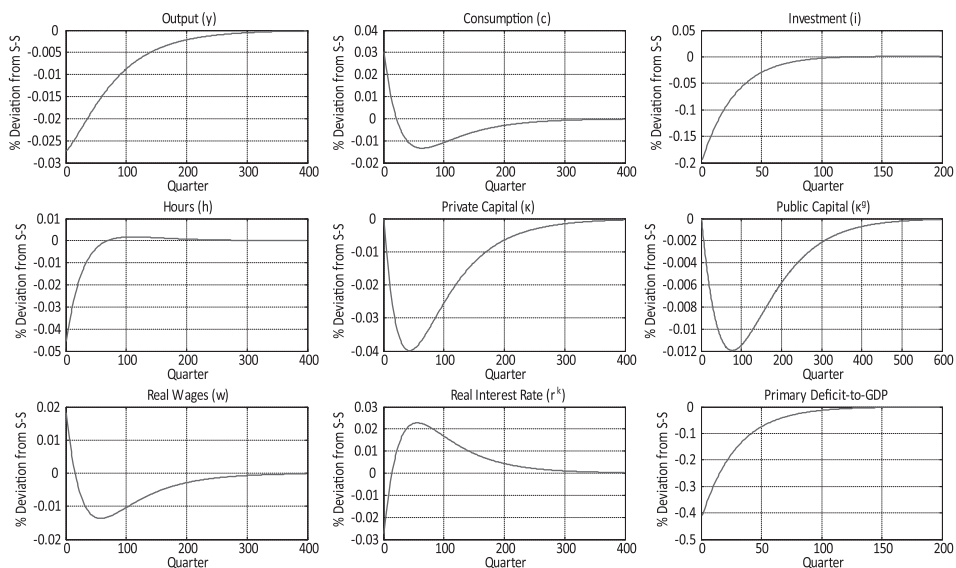 Output (y)
% Deviation from S-S
0
-0.005
-0.01
-0.015
-0.02
-0.025
-0.03
0 100 200 300 400
Quarter
Consumption (c)
% Deviation from S-S
0.04
0.03
0.02
0.01
0
-0.01
-0.02
0 100 200 300 400
Quarter
Investment (i)
% Deviation from S-S
0.05
0
-0.05
-0.1
-0.15
-0.2
0 50 100 150 200
Quarter
Hours (h)
% Deviation from S-S
0.01
0
-0.01
-0.02
-0.03
-0.04
-0.05
0 100 200 300 400
Quarter
Private Capital (κ)
% Deviation from S-S
0
-0.01
-0.02
-0.03
-0.04
0 100 200 300 400
Quarter
Public Capital (κᵍ)
% Deviation from S-S
0
-0.002
-0.004
-0.006
-0.008
-0.01
-0.012
0 100 200 300 400 500 600
Quarter
Real Wages (w)
% Deviation from S-S
0.02
0.01
0
-0.01
-0.02
0 100 200 300 400
Quarter
Real Interest Rate (rᵏ)
% Deviation from S-S
0.03
0.02
0.01
0
-0.01
-0.02
-0.03
0 100 200 300 400
Quarter
Primary Deficit-to-GDP
% Deviation from S-S
0
-0.1
-0.2
-0.3
-0.4
-0.5
0 50 100 150 200
Quarter